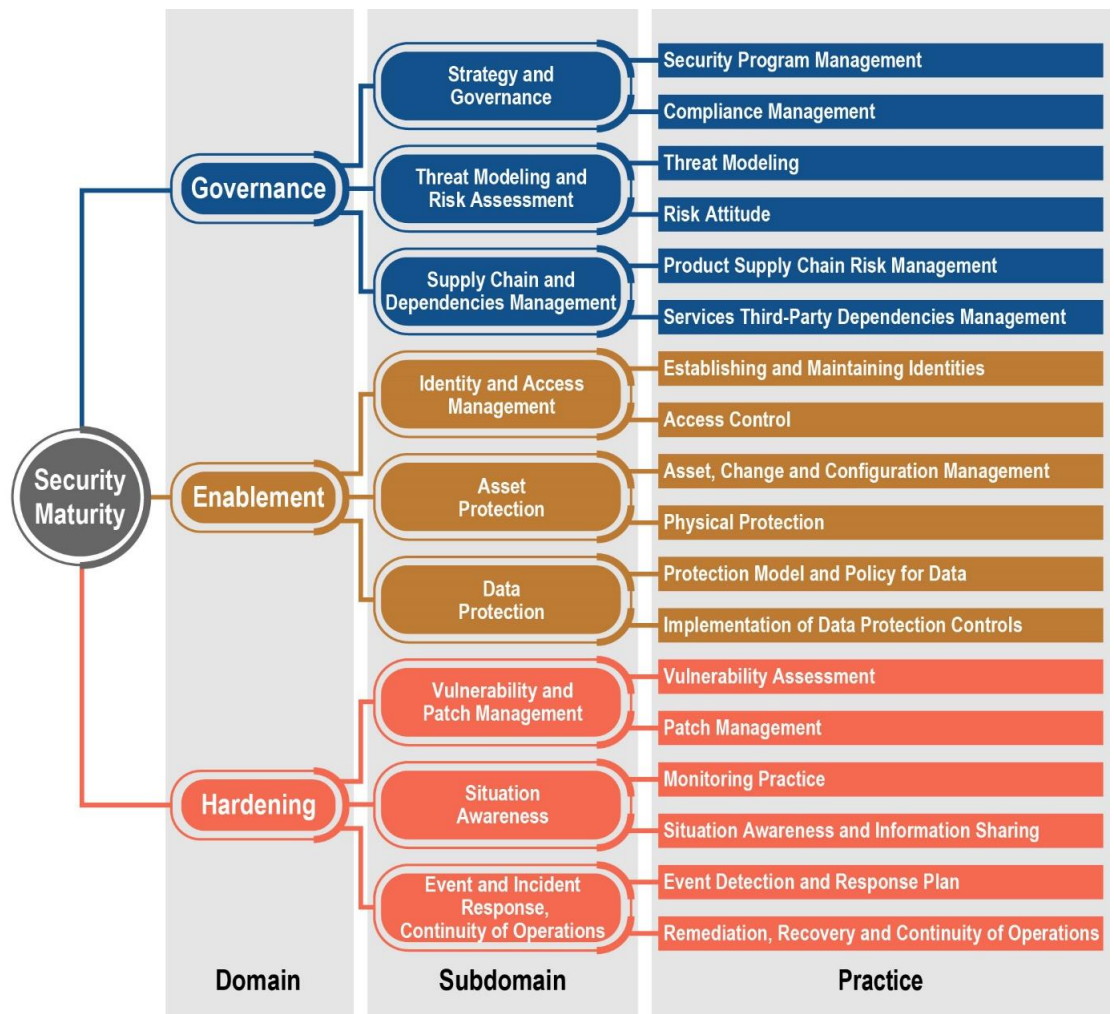 Security
Maturity
Governance
Strategy and
Governance
Security Program Management
Compliance Management
Threat Modeling and
Risk Assessment
Threat Modeling
Risk Attitude
Supply Chain and
Dependencies Management
Product Supply Chain Risk Management
Services Third-Party Dependencies Management
Enablement
Identity and Access
Management
Establishing and Maintaining Identities
Access Control
Asset
Protection
Asset, Change and Configuration Management
Physical Protection
Data
Protection
Protection Model and Policy for Data
Implementation of Data Protection Controls
Hardening
Vulnerability and
Patch Management
Vulnerability Assessment
Patch Management
Situation
Awareness
Monitoring Practice
Situation Awareness and Information Sharing
Event and Incident
Response,
Continuity of Operations
Event Detection and Response Plan
Remediation, Recovery and Continuity of Operations
Domain
Subdomain
Practice